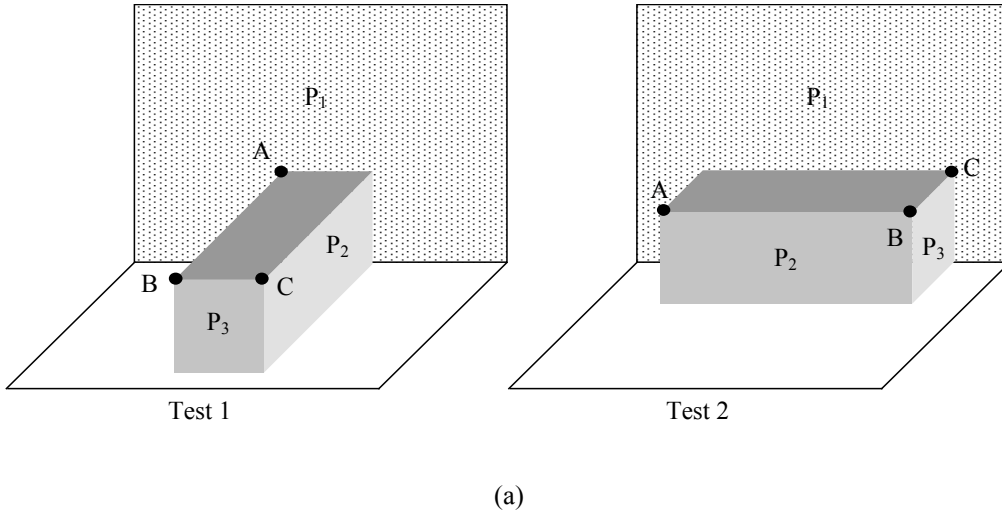 P₁ P₁
A C
A
P₂ B
B C P₂ P₃
P₃
Test 1 Test 2
(a)